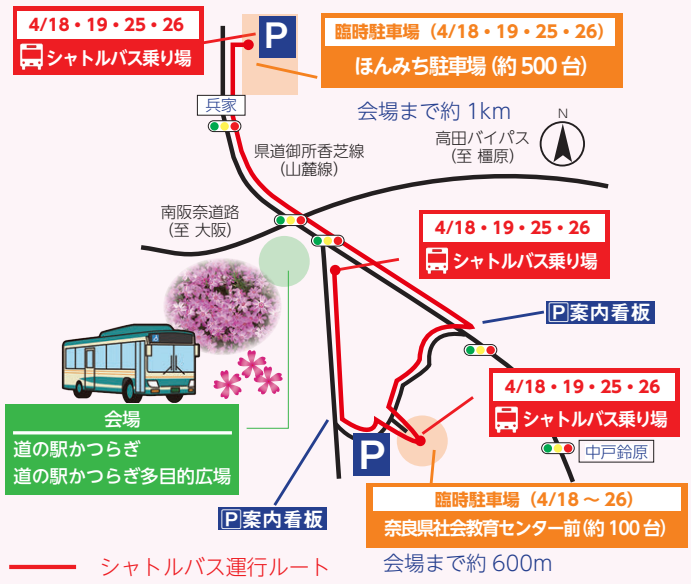 4/18・19・25・26
シャトルバス乗り場
P
臨時駐車場（4/18・19・25・26）
ほんみち駐車場（約500台）
会場まで約1km
兵家
県道御所香芝線
（山麓線）
高田バイパス
（至 橿原）
N
南阪奈道路
（至 大阪）
4/18・19・25・26
シャトルバス乗り場
P案内看板
4/18・19・25・26
シャトルバス乗り場
会場
道の駅かつらぎ
道の駅かつらぎ多目的広場
P
中戸鈴原
P案内看板
臨時駐車場（4/18～26）
奈良県社会教育センター前（約100台）
会場まで約600m
シャトルバス運行ルート